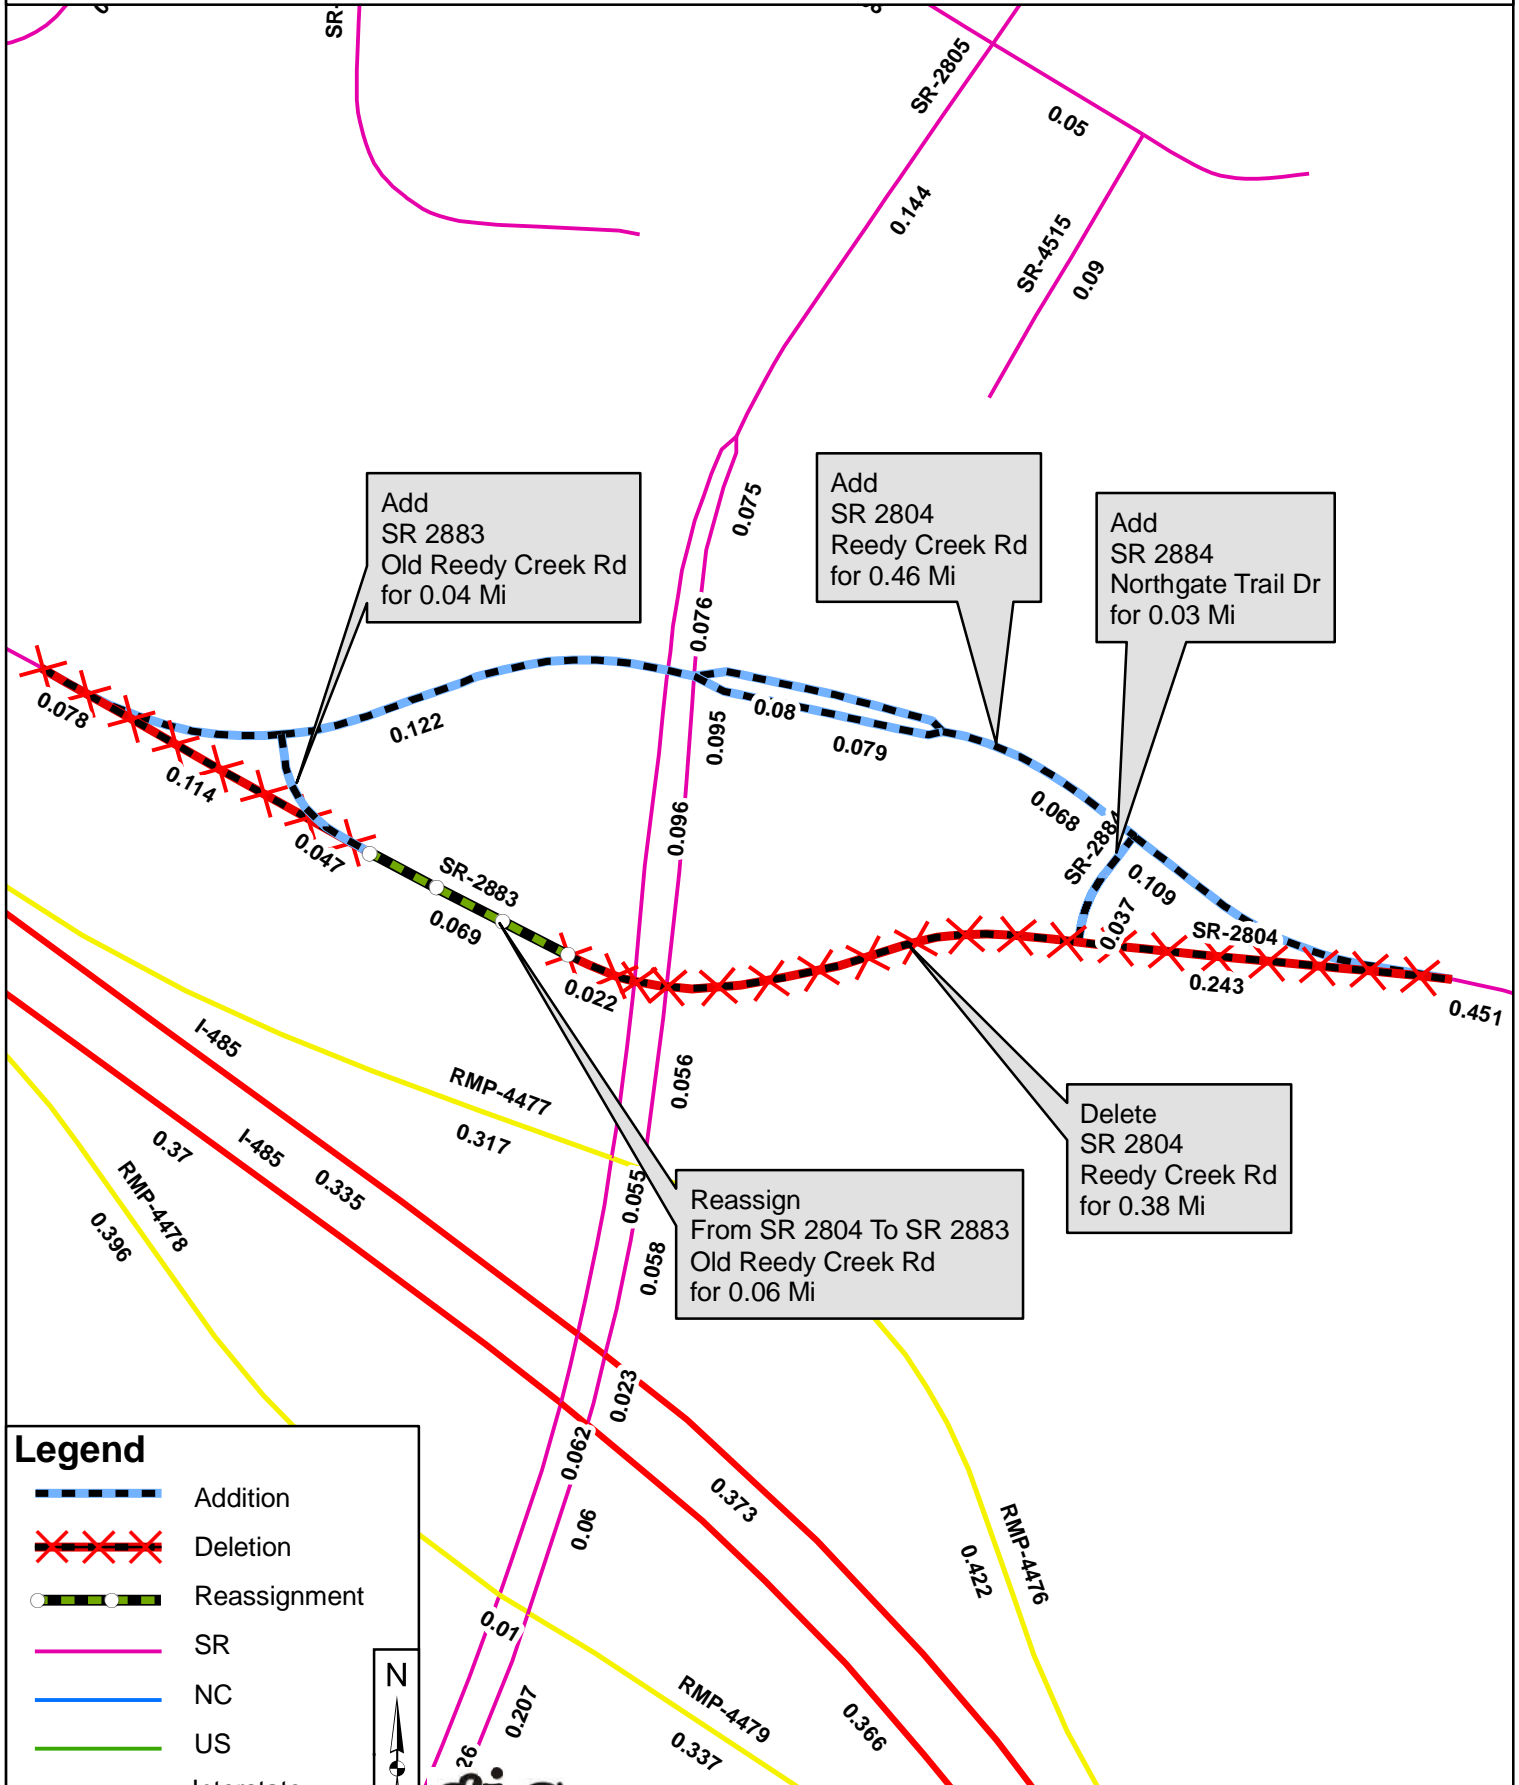 SR-
SR-2805
0.05
0.144
SR-4515
0.09
0.075
Add
SR 2883
Old Reedy Creek Rd
for 0.04 Mi
Add
SR 2804
Reedy Creek Rd
for 0.46 Mi
Add
SR 2884
Northgate Trail Dr
for 0.03 Mi
0.076
0.078
0.122
0.095
0.08
0.079
0.114
0.068
0.096
0.047
SR-2883
SR-2884
0.109
0.069
0.037
SR-2804
0.022
0.243
0.451
I-485
RMP-4477
0.056
0.317
0.37
I-485
0.335
RMP-4478
0.396
0.055
0.058
Delete
SR 2804
Reedy Creek Rd
for 0.38 Mi
Reassign
From SR 2804 To SR 2883
Old Reedy Creek Rd
for 0.06 Mi
0.023
0.062
0.06
0.373
RMP-4476
0.422
0.01
0.207
26
RMP-4479
0.337
0.366
Legend
Addition
Deletion
Reassignment
SR
NC
US
Interstate
N